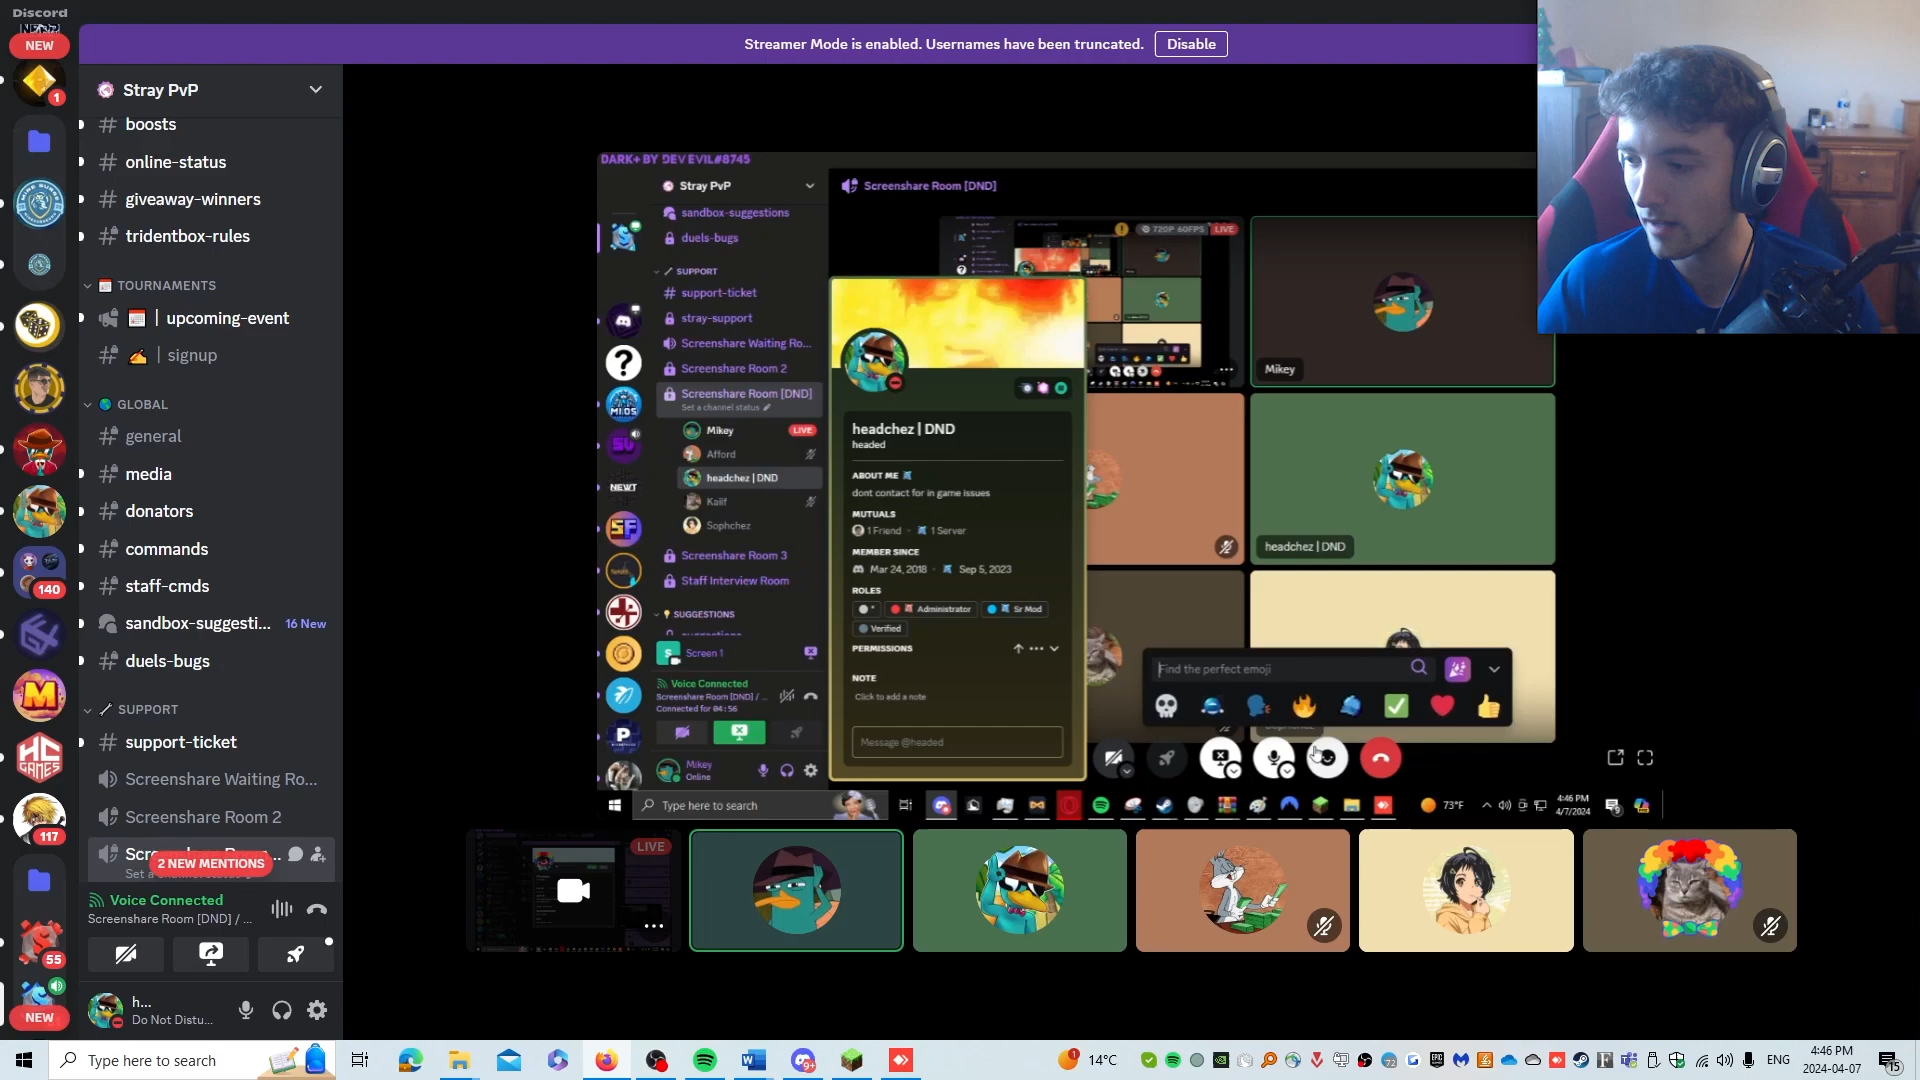 Discord
NEW
Streamer Mode is enabled. Usernames have been truncated.
Disable
1
140
117
55
NEW
Stray PvP
boosts
online-status
giveaway-winners
tridentbox-rules
TOURNAMENTS
| upcoming-event
| signup
GLOBAL
general
media
donators
commands
staff-cmds
sandbox-suggesti...
16 New
duels-bugs
SUPPORT
support-ticket
Screenshare Waiting Ro...
Screenshare Room 2
2 NEW MENTIONS
Voice Connected
Screenshare Room [DND] / ...
h...
Do Not Distu...
DARK+ BY DEV EVIL#8745
Stray PvP
sandbox-suggestions
duels-bugs
SUPPORT
support-ticket
stray-support
Screenshare Waiting Ro...
Screenshare Room 2
Screenshare Room [DND]
Set a channel status
Mikey
LIVE
Afford
headchez | DND
Kailf
Sophchez
Screenshare Room 3
Staff Interview Room
SUGGESTIONS
Screen 1
Voice Connected
Screenshare Room [DND] / ...
Connected for 04:56
Mikey
Online
Screenshare Room [DND]
720P 60FPS
LIVE
headchez | DND
headed
ABOUT ME
dont contact for in game issues
MUTUALS
1 Friend
1 Server
MEMBER SINCE
Mar 24, 2018
Sep 5, 2023
ROLES
Administrator
Sr Mod
Verified
PERMISSIONS
NOTE
Click to add a note
Message @headed
Mikey
headchez | DND
Find the perfect emoji
Type here to search
73°F
4:46 PM
4/7/2024
LIVE
Type here to search
14°C
ENG
4:46 PM
2024-04-07
15